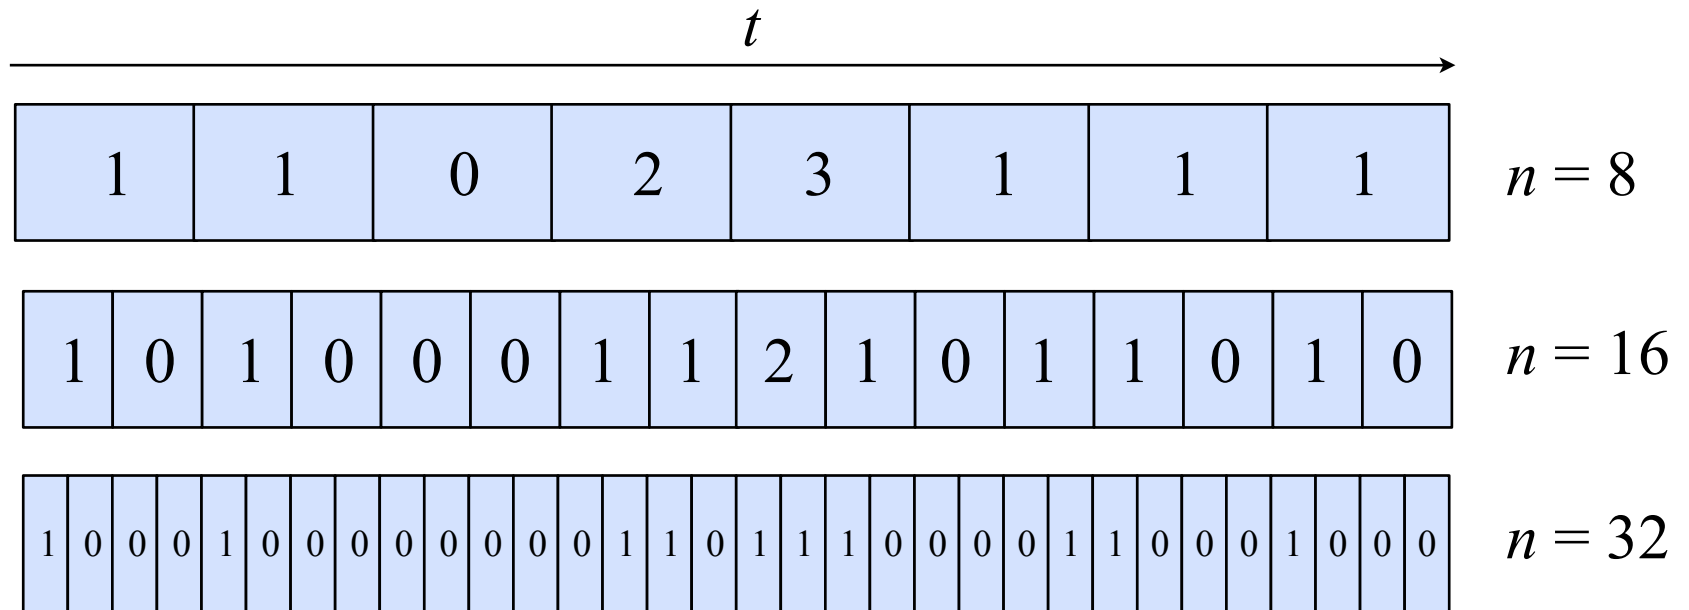 t
1 1 0 2 3 1 1 1 n = 8
1 0 1 0 0 0 1 1 2 1 0 1 1 0 1 0 n = 16
1 0 0 0 1 0 0 0 0 0 0 0 0 1 1 0 1 1 1 0 0 0 0 1 1 0 0 0 1 0 0 0 n = 32